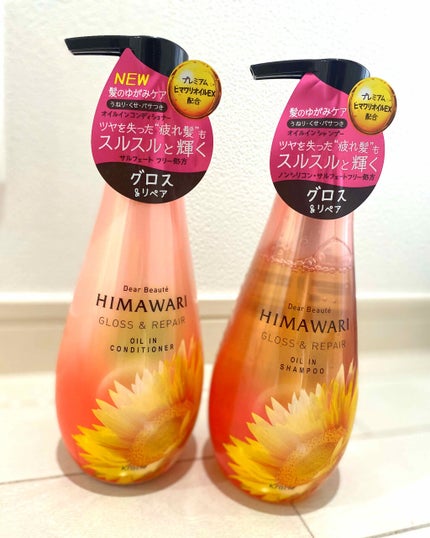 NEW
髪のゆがみケア
うねり・くせ・パサつき
オイルインコンディショナー
ツヤを失った"疲れ髪"も
スルスルと輝く
サルフェートフリー処方
グロス
&リペア
プレミアム
ヒマワリオイルEX
配合
Dear Beauté
HIMAWARI
GLOSS & REPAIR
OIL IN
CONDITIONER
Kracie
髪のゆがみケア
うねり・くせ・パサつき
オイルインシャンプー
ツヤを失った"疲れ髪"も
スルスルと輝く
ノンシリコン・サルフェートフリー処方
グロス
&リペア
プレミアム
ヒマワリオイルEX
配合
Dear Beauté
HIMAWARI
GLOSS & REPAIR
OIL IN
SHAMPOO
Kracie